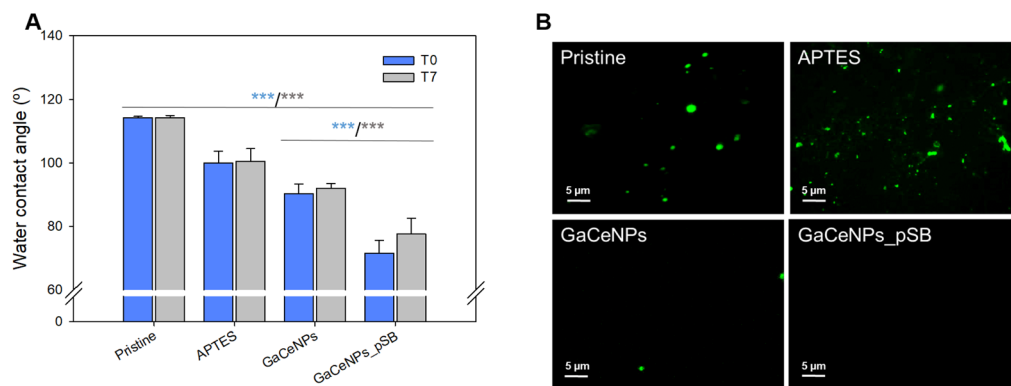 A
140
120
100
80
60
0
Water contact angle (º)
T0
T7
***/***
***/***
Pristine
APTES
GaCeNPs
GaCeNPs_pSB
B
Pristine
5 µm
APTES
5 µm
GaCeNPs
5 µm
GaCeNPs_pSB
5 µm